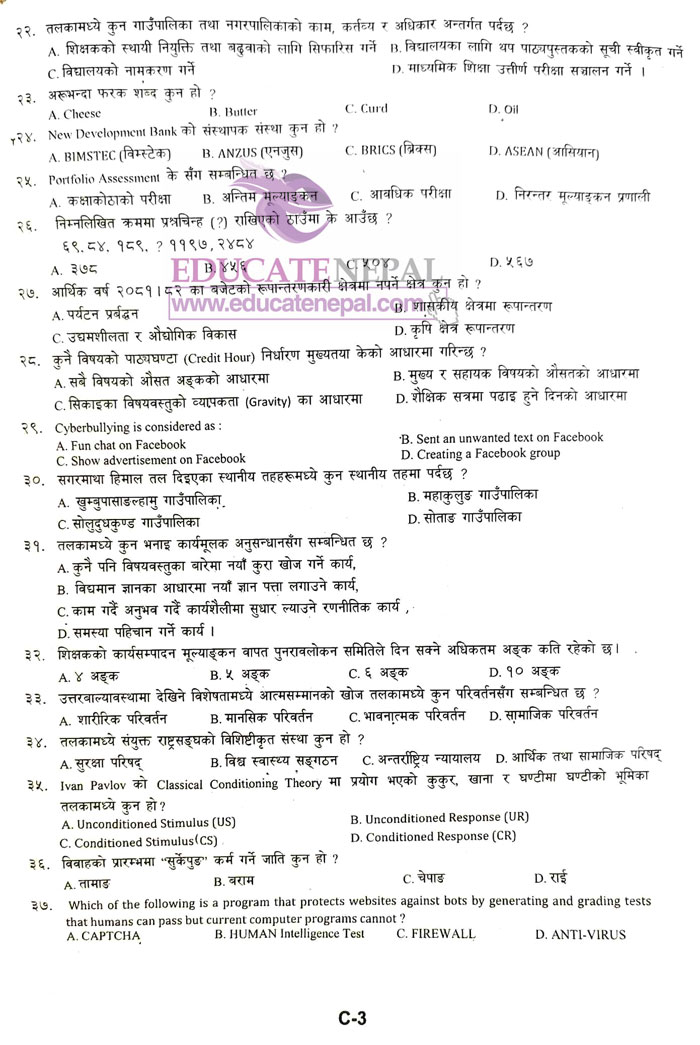 २२. तलकामध्ये कुन गाउँपालिका तथा नगरपालिकाको काम, कर्तव्य र अधिकार अन्तर्गत पर्दछ ?
A. शिक्षकको स्थायी नियुक्ति तथा बढुवाको लागि सिफारिस गर्ने B. विद्यालयका लागि थप पाठ्यपुस्तकको सूची स्वीकृत गर्ने
C. विद्यालयको नामकरण गर्ने D. माध्यमिक शिक्षा उत्तीर्ण परीक्षा सञ्चालन गर्ने ।
२३. अरूभन्दा फरक शब्द कुन हो ?
A. Cheese B. Butter C. Curd D. Oil
२४. New Development Bank को संस्थापक संस्था कुन हो ?
A. BIMSTEC (विम्स्टेक) B. ANZUS (एनजुस) C. BRICS (ब्रिक्स) D. ASEAN (आसियान)
२५. Portfolio Assessment के सँग सम्बन्धित छ ?
A. कक्षाकोठाको परीक्षा B. अन्तिम मूल्याङ्कन C. आवधिक परीक्षा D. निरन्तर मूल्याङ्कन प्रणाली
२६. निम्नलिखित क्रममा प्रश्नचिन्ह (?) राखिएको ठाउँमा के आउँछ ?
६९, ८४, १८९, ? ११९७, २४८४
A. ३७८ B. ४५६ C. ५०४ D. ५६७
EDUCATENEPAL
www.educatenepal.com
२७. आर्थिक वर्ष २०८१।८२ का बजेटको रूपान्तरणकारी क्षेत्रमा नपर्ने क्षेत्र कुन हो ?
A. पर्यटन प्रर्बद्धन B. शासकीय क्षेत्रमा रूपान्तरण
C. उद्यमशीलता र औद्योगिक विकास D. कृषि क्षेत्र रूपान्तरण
२८. कुनै विषयको पाठ्यघण्टा (Credit Hour) निर्धारण मुख्यतया केको आधारमा गरिन्छ ?
A. सबै विषयको औसत अङ्कको आधारमा B. मुख्य र सहायक विषयको औसतको आधारमा
C. सिकाइका विषयवस्तुको व्यापकता (Gravity) का आधारमा D. शैक्षिक सत्रमा पढाइ हुने दिनको आधारमा
२९. Cyberbullying is considered as :
A. Fun chat on Facebook B. Sent an unwanted text on Facebook
C. Show advertisement on Facebook D. Creating a Facebook group
३०. सगरमाथा हिमाल तल दिइएका स्थानीय तहहरूमध्ये कुन स्थानीय तहमा पर्दछ ?
A. खुम्बुपासाङल्हामु गाउँपालिका B. महाकुलुङ गाउँपालिका
C. सोलुदुधकुण्ड गाउँपालिका D. सोताङ गाउँपालिका
३१. तलकामध्ये कुन भनाइ कार्यमूलक अनुसन्धानसँग सम्बन्धित छ ?
A. कुनै पनि विषयवस्तुका बारेमा नयाँ कुरा खोज गर्ने कार्य,
B. विद्यमान ज्ञानका आधारमा नयाँ ज्ञान पत्ता लगाउने कार्य,
C. काम गर्दै अनुभव गर्दै कार्यशैलीमा सुधार ल्याउने रणनीतिक कार्य ,
D. समस्या पहिचान गर्ने कार्य ।
३२. शिक्षकको कार्यसम्पादन मूल्याङ्कन वापत पुनरावलोकन समितिले दिन सक्ने अधिकतम अङ्क कति रहेको छ।
A. ४ अङ्क B. ५ अङ्क C. ६ अङ्क D. १० अङ्क
३३. उत्तरबाल्यावस्थामा देखिने विशेषतामध्ये आत्मसम्मानको खोज तलकामध्ये कुन परिवर्तनसँग सम्बन्धित छ ?
A. शारीरिक परिवर्तन B. मानसिक परिवर्तन C. भावनात्मक परिवर्तन D. सामाजिक परिवर्तन
३४. तलकामध्ये संयुक्त राष्ट्रसङ्घको विशिष्टीकृत संस्था कुन हो ?
A. सुरक्षा परिषद् B. विश्व स्वास्थ्य सङ्गठन C. अन्तर्राष्ट्रिय न्यायालय D. आर्थिक तथा सामाजिक परिषद्
३५. Ivan Pavlov को Classical Conditioning Theory मा प्रयोग भएको कुकुर, खाना र घण्टीमा घण्टीको भूमिका
तलकामध्ये कुन हो?
A. Unconditioned Stimulus (US) B. Unconditioned Response (UR)
C. Conditioned Stimulus(CS) D. Conditioned Response (CR)
३६. विवाहको प्रारम्भमा “सुर्केपुङ” कर्म गर्ने जाति कुन हो ?
A. तामाङ B. बराम C. चेपाङ D. राई
३७. Which of the following is a program that protects websites against bots by generating and grading tests
that humans can pass but current computer programs cannot ?
A. CAPTCHA B. HUMAN Intelligence Test C. FIREWALL D. ANTI-VIRUS
C-3